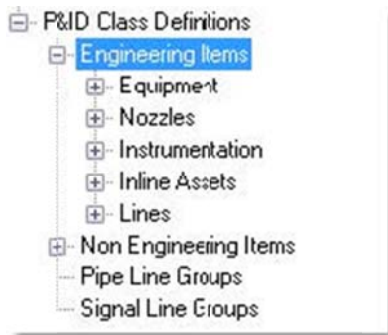 P&ID Class Definitions
Engineering Items
Equipment
Nozzles
Instrumentation
Inline Assets
Lines
Non Engineering Items
Pipe Line Groups
Signal Line Groups